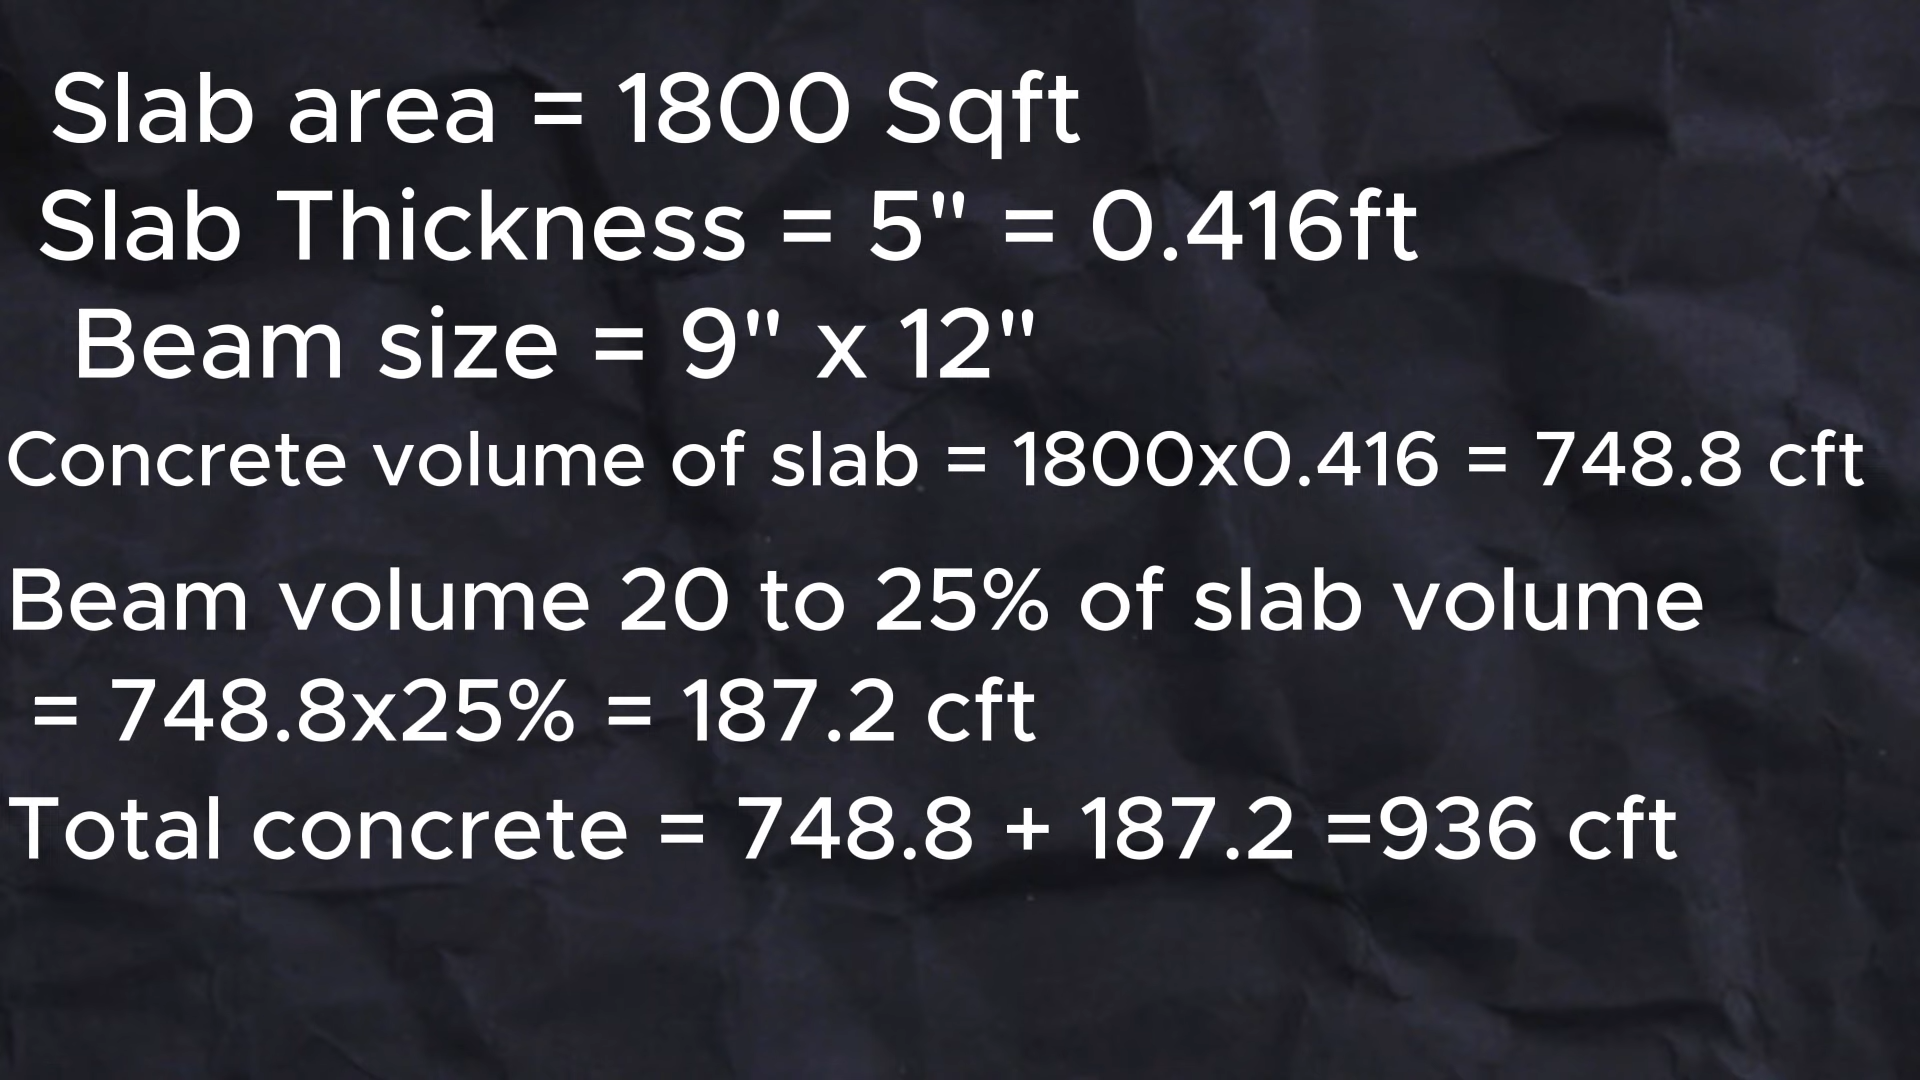 Slab area = 1800 Sqft
Slab Thickness = 5" = 0.416ft
Beam size = 9" x 12"
Concrete volume of slab = 1800x0.416 = 748.8 cft
Beam volume 20 to 25% of slab volume
= 748.8x25% = 187.2 cft
Total concrete = 748.8 + 187.2 =936 cft